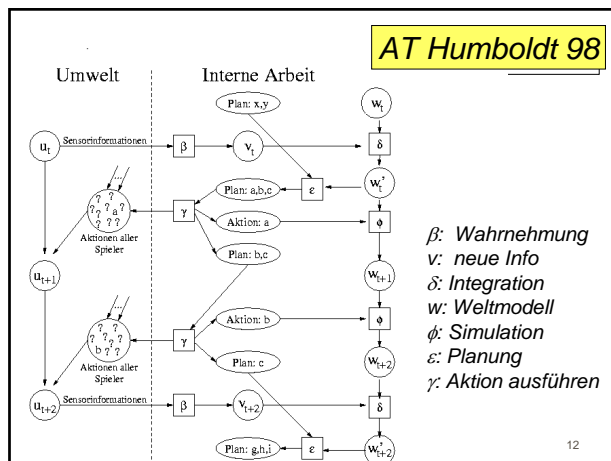 AT Humboldt 98
Umwelt Interne Arbeit
Plan: x,y
w_t
u_t Sensorinformationen β v_t δ
...
? ? ? ? a ? ? ? ?
γ Plan: a,b,c ε w_t'
Aktion: a ϕ
Aktionen aller
Spieler
Plan: b,c
u_t+1 w_t+1
...
? ? ? ? ? b ? ?
γ Aktion: b ϕ
Aktionen aller
Spieler
Plan: c
w_t+2
u_t+2 Sensorinformationen β v_t+2 δ
Plan: g,h,i ε w_t+2'
β: Wahrnehmung
v: neue Info
δ: Integration
w: Weltmodell
ϕ: Simulation
ε: Planung
γ: Aktion ausführen
12